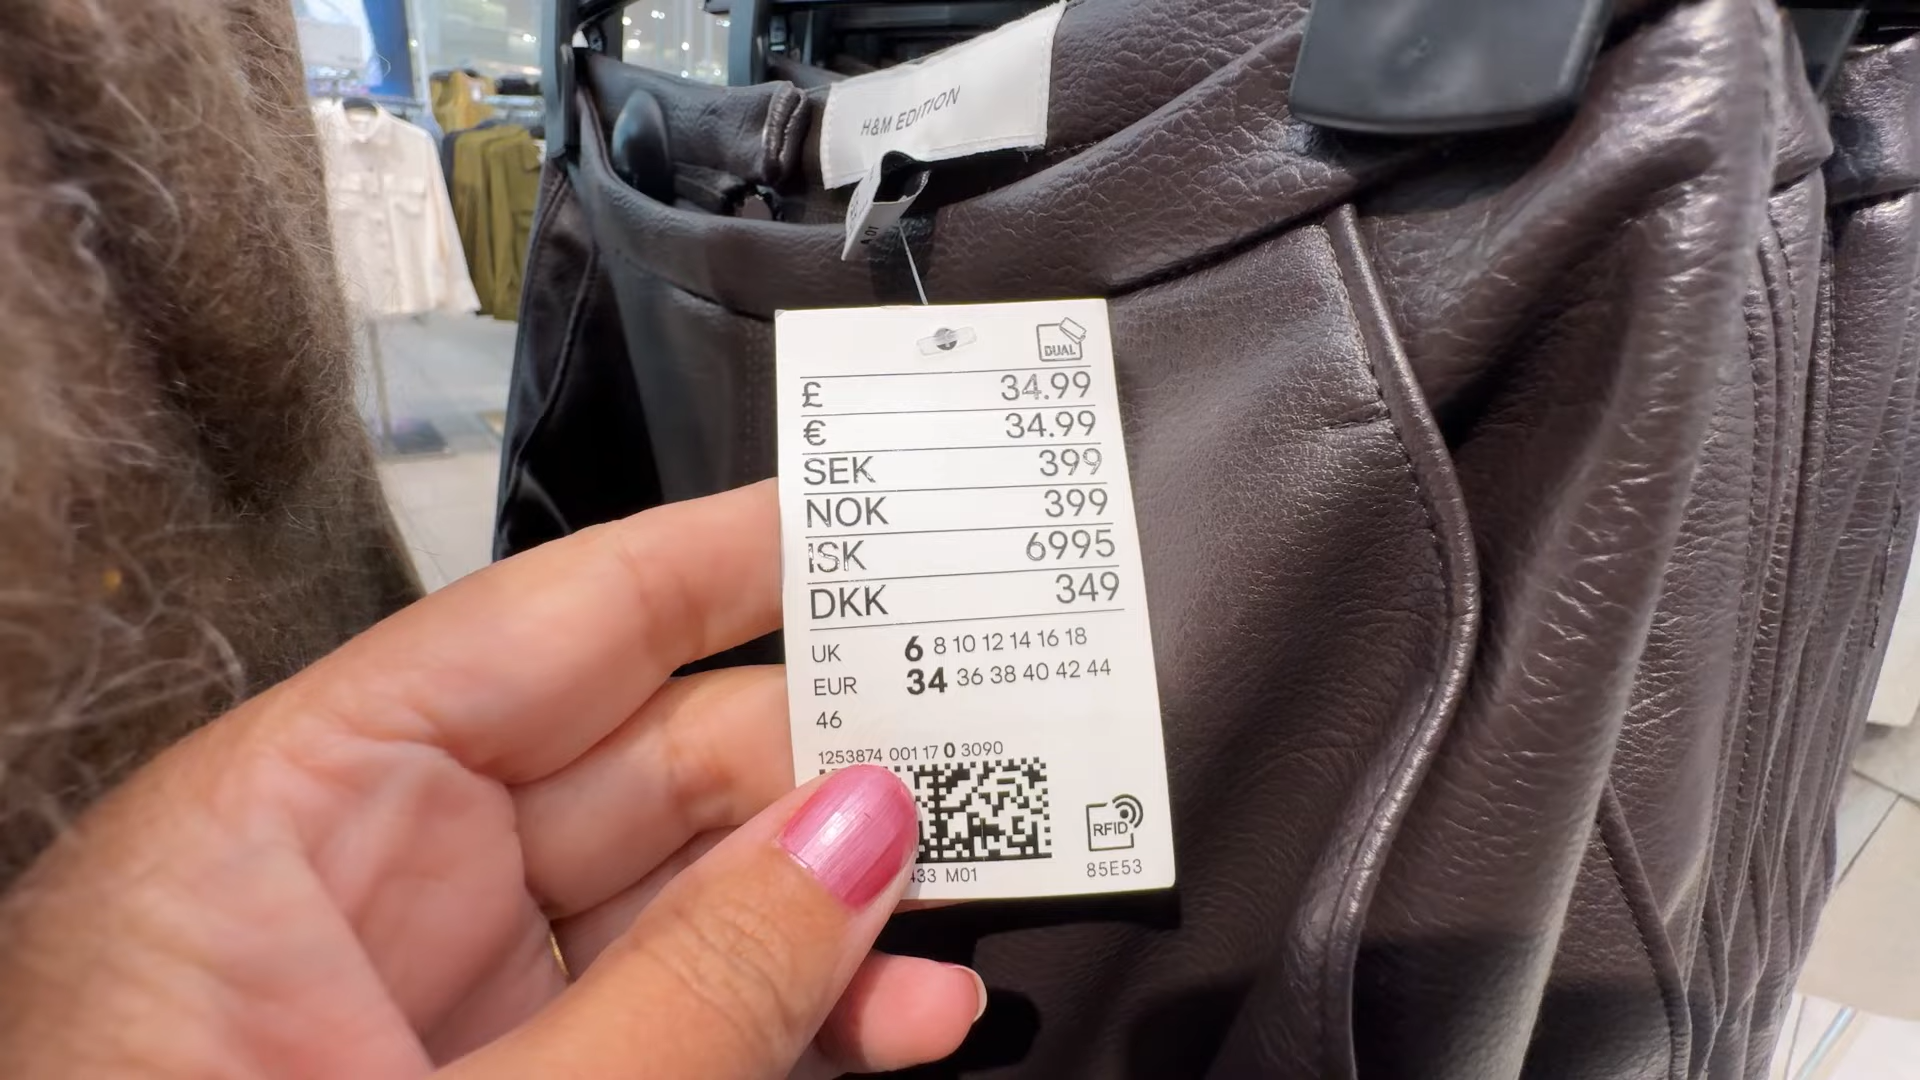 H&M EDITION
DUAL
£ 34.99
€ 34.99
SEK 399
NOK 399
ISK 6995
DKK 349
UK 6 8 10 12 14 16 18
EUR 34 36 38 40 42 44
46
1253874 001 17 0 3090
RFID
33 M01
85E53